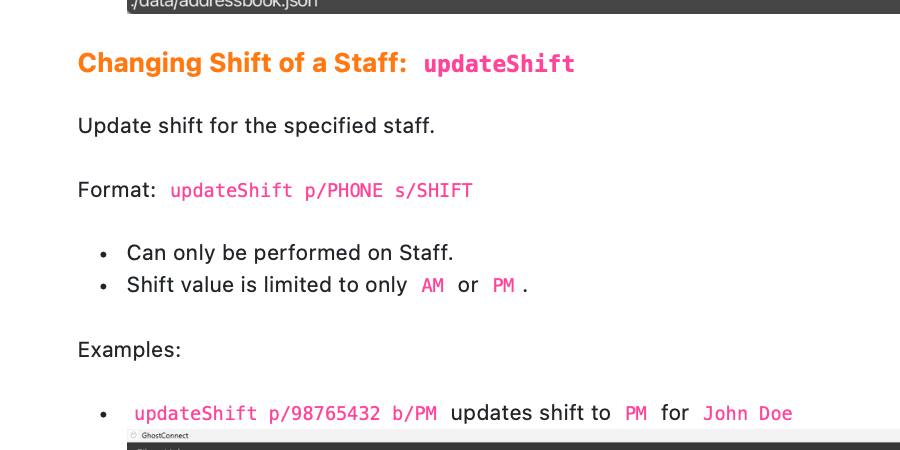 ./data/addressbook.json
Changing Shift of a Staff: updateShift
Update shift for the specified staff.
Format: updateShift p/PHONE s/SHIFT
• Can only be performed on Staff.
• Shift value is limited to only AM or PM .
Examples:
• updateShift p/98765432 b/PM updates shift to PM for John Doe
GhostConnect